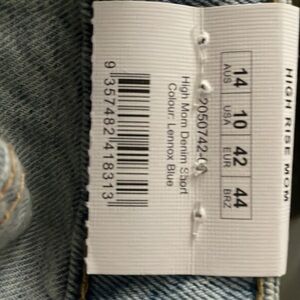 HIGH RISE MOM
14 10 42 44
AUS USA EUR BRZ
High Mom Denim Short
Colour: Lennox Blue
9 357482 418313